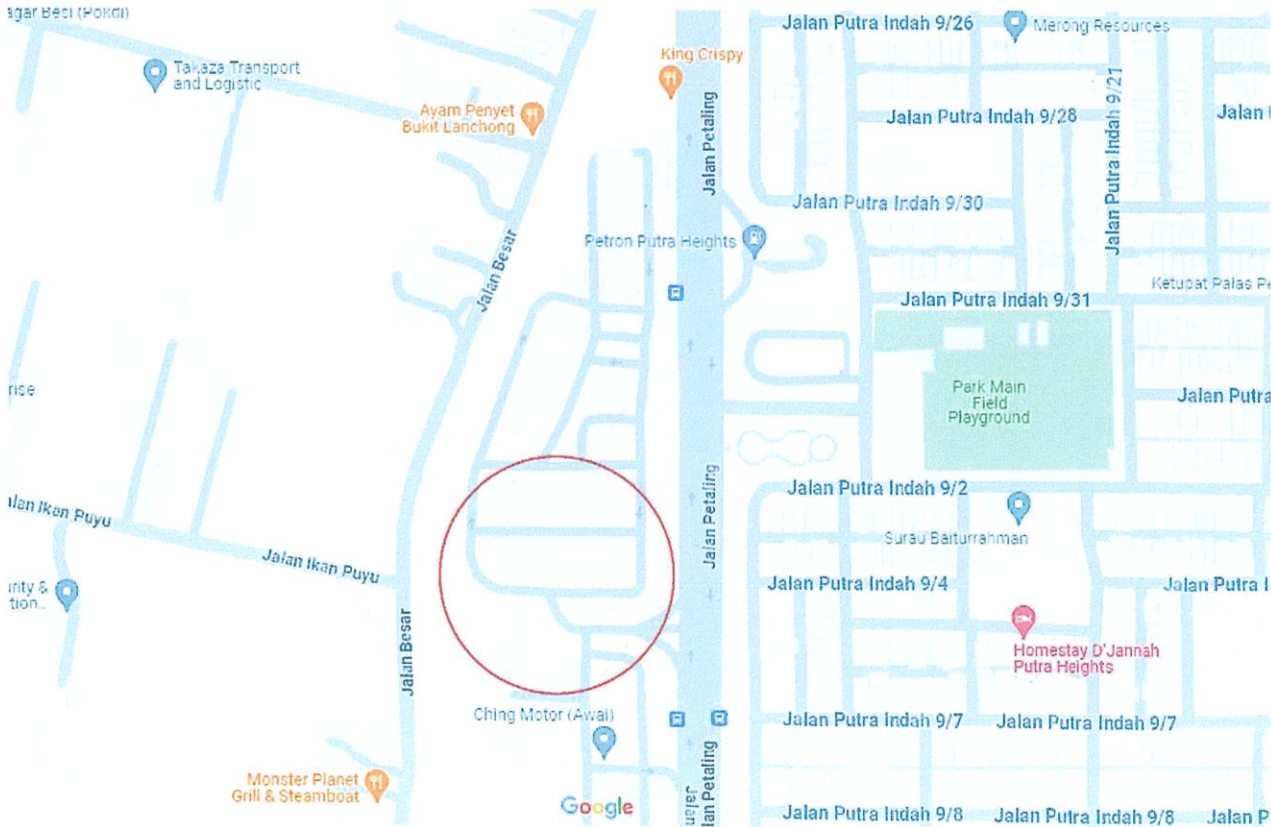 agar Besi (Pokdi)
Takaza Transport
and Logistic
Ayam Penyet
Bukit Lanchong
King Crispy
Jalan Putra Indah 9/26
Merong Resources
Jalan Petaling
Jalan Putra Indah 9/28
Jalan Putra Indah 9/21
Jalan
Jalan Putra Indah 9/30
Petron Putra Heights
Jalan Besar
Ketupat Palas Pe
Jalan Putra Indah 9/31
rise
Park Main
Field
Playground
Jalan Putra
Jalan Petaling
Jalan Putra Indah 9/2
alan Ikan Puyu
Surau Baiturrahman
Jalan Ikan Puyu
Jalan Putra Indah 9/4
Jalan Putra I
rity &
tion..
Jalan Besar
Homestay D'Jannah
Putra Heights
Ching Motor (Awai)
Jalan Putra Indah 9/7
Jalan Putra Indah 9/7
Monster Planet
Grill & Steamboat
Google
Jalan
lan Petaling
Jalan Putra Indah 9/8
Jalan Putra Indah 9/8
Jalan P